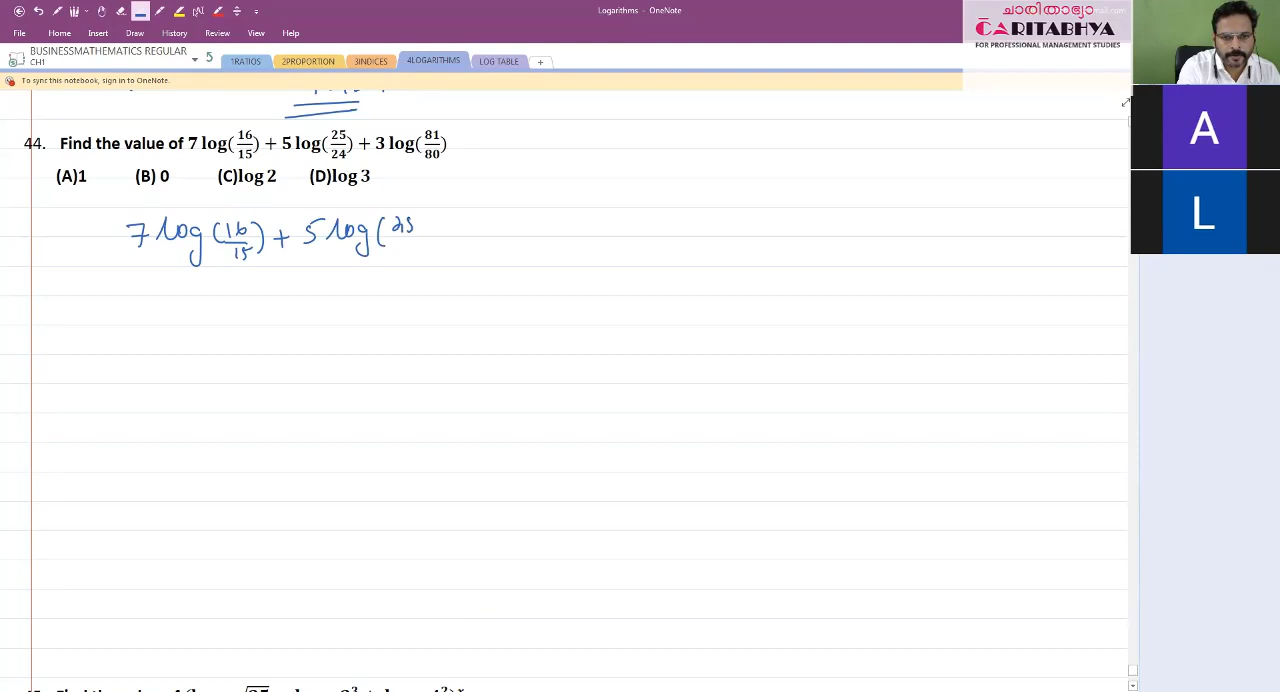 Logarithms – OneNote
File Home Insert Draw History Review View Help
BUSINESSMATHEMATICS REGULAR
CH1
1RATIOS 2PROPORTION 3INDICES 4LOGARITHMS LOG TABLE +
To sync this notebook, sign in to OneNote.
ചാരിതാഭ്യാ
CARITABHYA
FOR PROFESSIONAL MANAGEMENT STUDIES
A
L
44. Find the value of 7 log(16/15) + 5 log(25/24) + 3 log(81/80)
(A)1 (B) 0 (C)log 2 (D)log 3
7 log(16/15) + 5 log(25